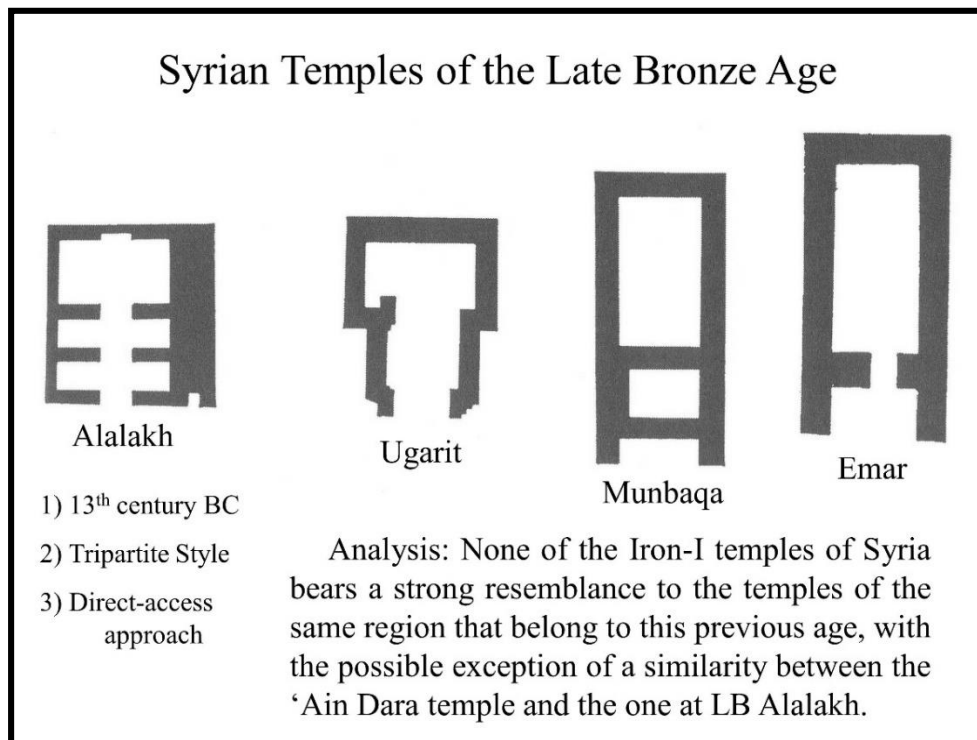 Syrian Temples of the Late Bronze Age
Alalakh
Ugarit
Munbaqa
Emar
1) 13th century BC
2) Tripartite Style
3) Direct-access
approach
Analysis: None of the Iron-I temples of Syria
bears a strong resemblance to the temples of the
same region that belong to this previous age, with
the possible exception of a similarity between the
‘Ain Dara temple and the one at LB Alalakh.